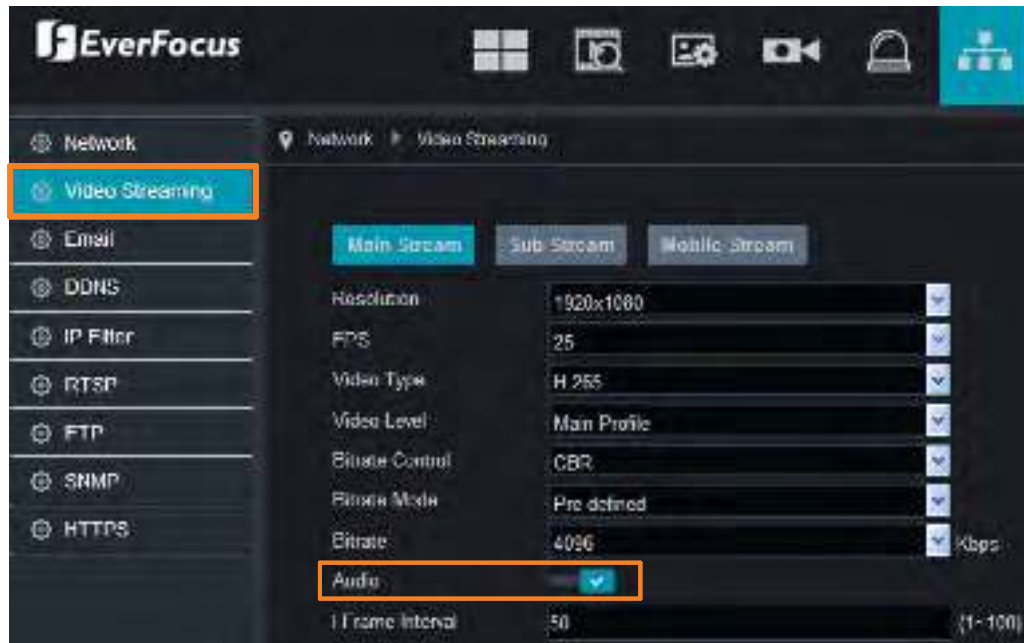 EverFocus
Network
Video Streaming
Email
DDNS
IP Filter
RTSP
FTP
SNMP
HTTPS
Network Video Streaming
Main Stream Sub Stream Mobile Stream
Resolution 1920x1080
FPS 25
Video Type H.265
Video Level Main Profile
Bitrate Control CBR
Bitrate Mode Pre-defined
Bitrate 4096 Kbps
Audio
I Frame Interval 50 (1~100)